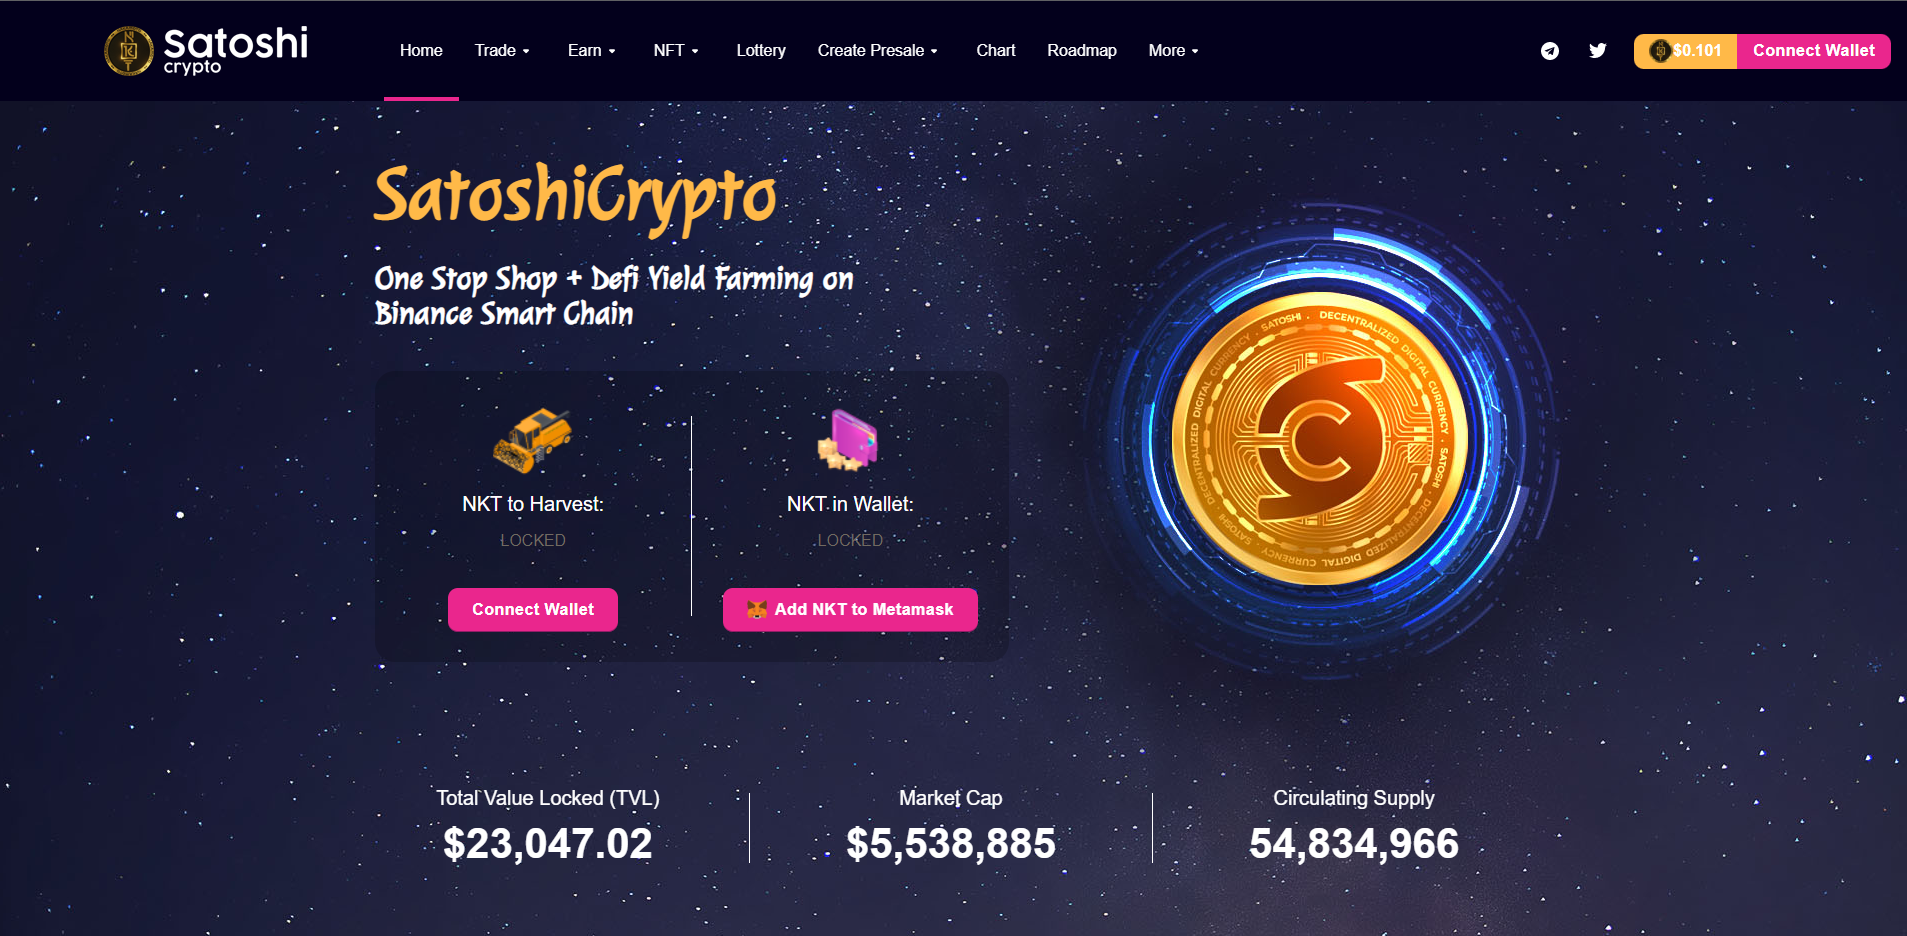 Satoshi
crypto
Home
Trade
Earn
NFT
Lottery
Create Presale
Chart
Roadmap
More
$0.101
Connect Wallet
SatoshiCrypto
One Stop Shop + Defi Yield Farming on
Binance Smart Chain
NKT to Harvest:
LOCKED
Connect Wallet
NKT in Wallet:
LOCKED
Add NKT to Metamask
SATOSHI . DECENTRALIZED DIGITAL CURRENCY . SATOSHI . DECENTRALIZED DIGITAL CURRENCY . SATOSHI . DECENTRALIZED DIGITAL CURRENCY .
Total Value Locked (TVL)
$23,047.02
Market Cap
$5,538,885
Circulating Supply
54,834,966